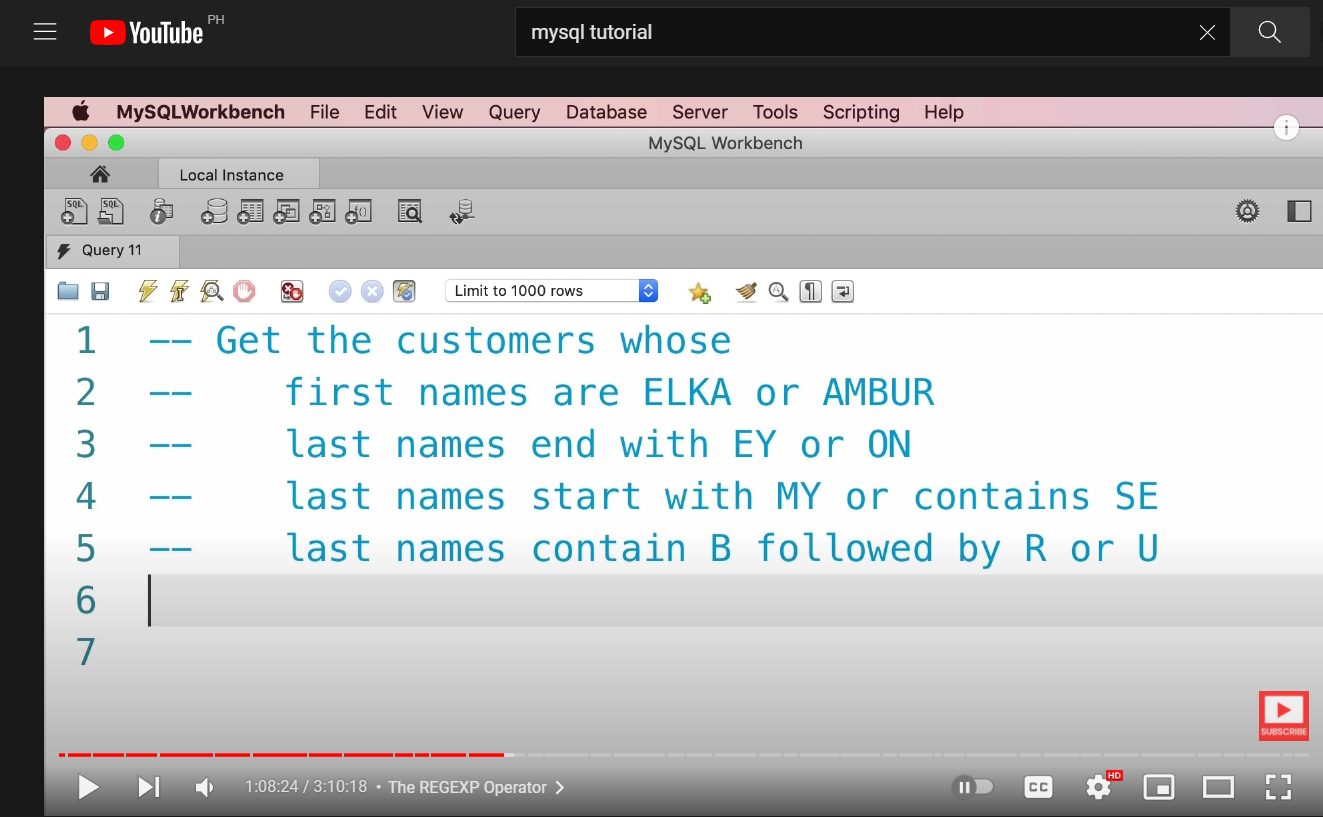 YouTube PH
mysql tutorial
MySQLWorkbench File Edit View Query Database Server Tools Scripting Help
MySQL Workbench
Local Instance
SQL SQL
Query 11
Limit to 1000 rows
1 -- Get the customers whose
2 --    first names are ELKA or AMBUR
3 --    last names end with EY or ON
4 --    last names start with MY or contains SE
5 --    last names contain B followed by R or U
6
7
SUBSCRIBE
1:08:24 / 3:10:18 • The REGEXP Operator
CC HD